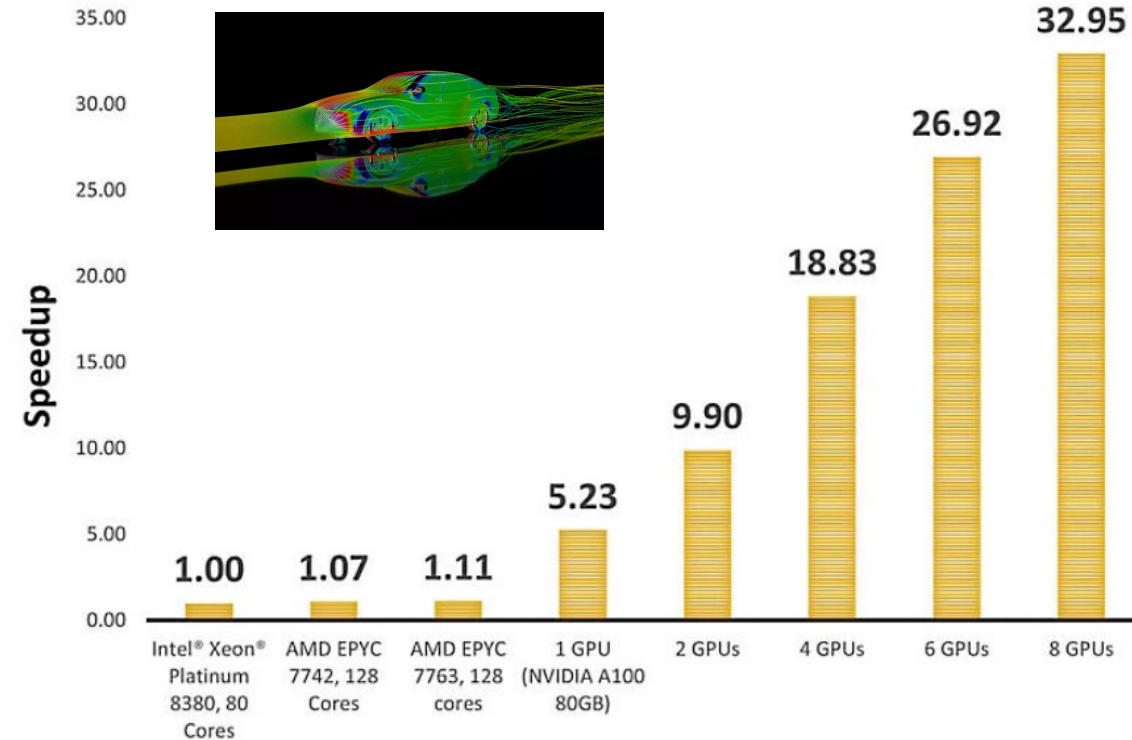 35.00
30.00
25.00
20.00
15.00
10.00
5.00
0.00
Speedup
1.00
1.07
1.11
5.23
9.90
18.83
26.92
32.95
Intel® Xeon®
Platinum
8380, 80
Cores
AMD EPYC
7742, 128
Cores
AMD EPYC
7763, 128
cores
1 GPU
(NVIDIA A100
80GB)
2 GPUs
4 GPUs
6 GPUs
8 GPUs